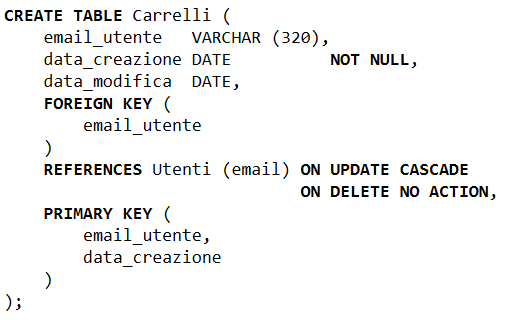 CREATE TABLE Carrelli (
    email_utente   VARCHAR (320),
    data_creazione DATE          NOT NULL,
    data_modifica  DATE,
    FOREIGN KEY (
        email_utente
    )
    REFERENCES Utenti (email) ON UPDATE CASCADE
                              ON DELETE NO ACTION,
    PRIMARY KEY (
        email_utente,
        data_creazione
    )
);